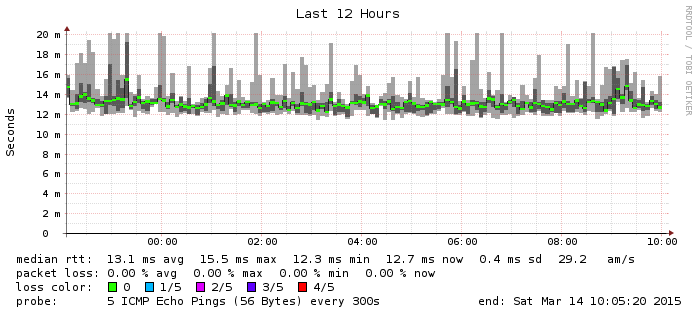 Last 12 Hours
RRDTOOL / TOBI OETIKER
Seconds
20 m
18 m
16 m
14 m
12 m
10 m
8 m
6 m
4 m
2 m
0
00:00 02:00 04:00 06:00 08:00 10:00
median rtt: 13.1 ms avg 15.5 ms max 12.3 ms min 12.7 ms now 0.4 ms sd 29.2 am/s
packet loss: 0.00 % avg 0.00 % max 0.00 % min 0.00 % now
loss color: 0 1/5 2/5 3/5 4/5
probe: 5 ICMP Echo Pings (56 Bytes) every 300s end: Sat Mar 14 10:05:20 2015